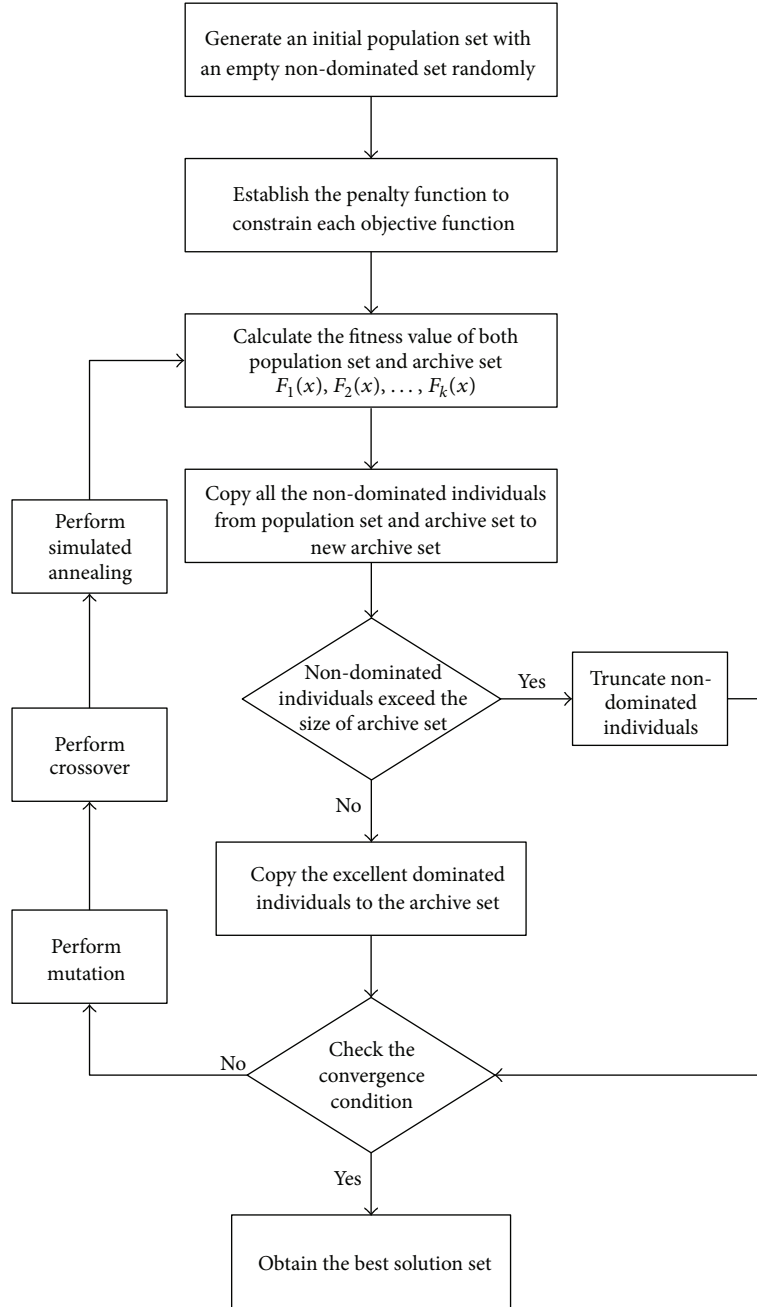 Generate an initial population set with
an empty non-dominated set randomly
Establish the penalty function to
constrain each objective function
Calculate the fitness value of both
population set and archive set
F₁(x), F₂(x), . . . , Fₖ(x)
Copy all the non-dominated individuals
from population set and archive set to
new archive set
Perform
simulated
annealing
Non-dominated
individuals exceed the
size of archive set
Yes
Truncate non-
dominated
individuals
Perform
crossover
No
Copy the excellent dominated
individuals to the archive set
Perform
mutation
No
Check the
convergence
condition
Yes
Obtain the best solution set